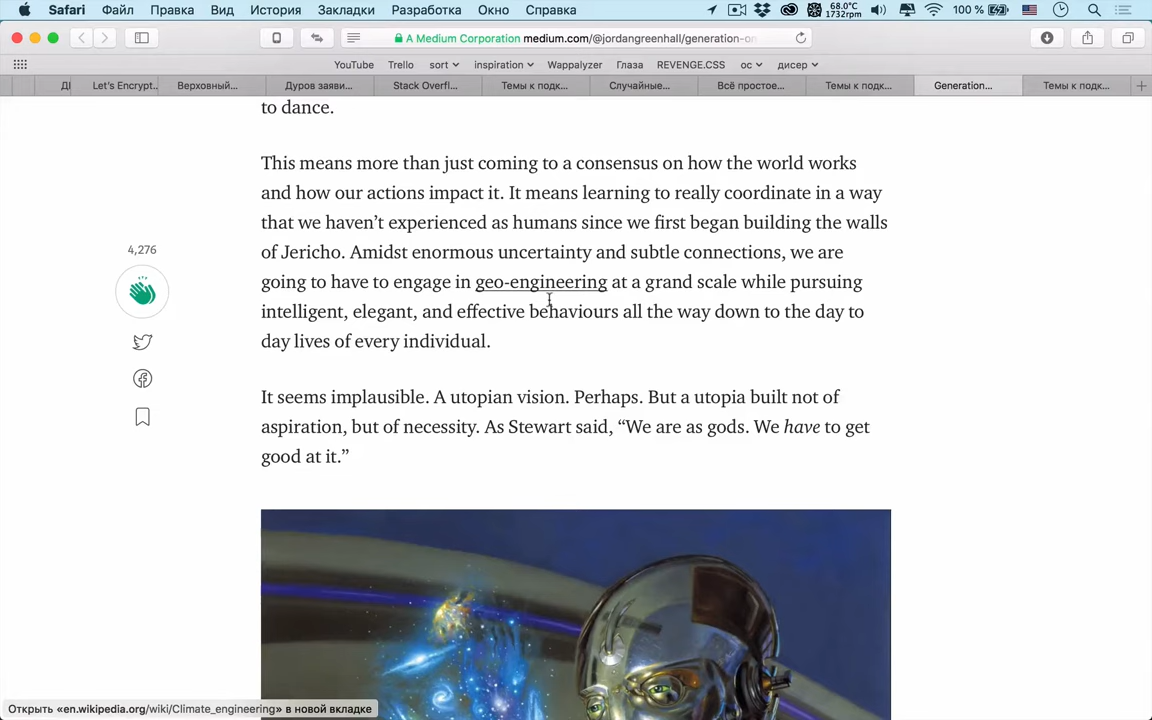 Safari Файл Правка Вид История Закладки Разработка Окно Справка 68.0°C 1732rpm 100 %
A Medium Corporation medium.com/@jordangreenhall/generation-on
YouTube Trello sort inspiration Wappalyzer Глаза REVENGE.CSS ос дисер
Let's Encrypt... Верховный... Дуров заяви... Stack Overfl... Темы к подк... Случайные... Всё простое... Темы к подк... Generation... Темы к подк...
to dance.
This means more than just coming to a consensus on how the world works
and how our actions impact it. It means learning to really coordinate in a way
that we haven't experienced as humans since we first began building the walls
of Jericho. Amidst enormous uncertainty and subtle connections, we are
going to have to engage in geo-engineering at a grand scale while pursuing
intelligent, elegant, and effective behaviours all the way down to the day to
day lives of every individual.
4,276
It seems implausible. A utopian vision. Perhaps. But a utopia built not of
aspiration, but of necessity. As Stewart said, “We are as gods. We have to get
good at it.”
Открыть «en.wikipedia.org/wiki/Climate_engineering» в новой вкладке